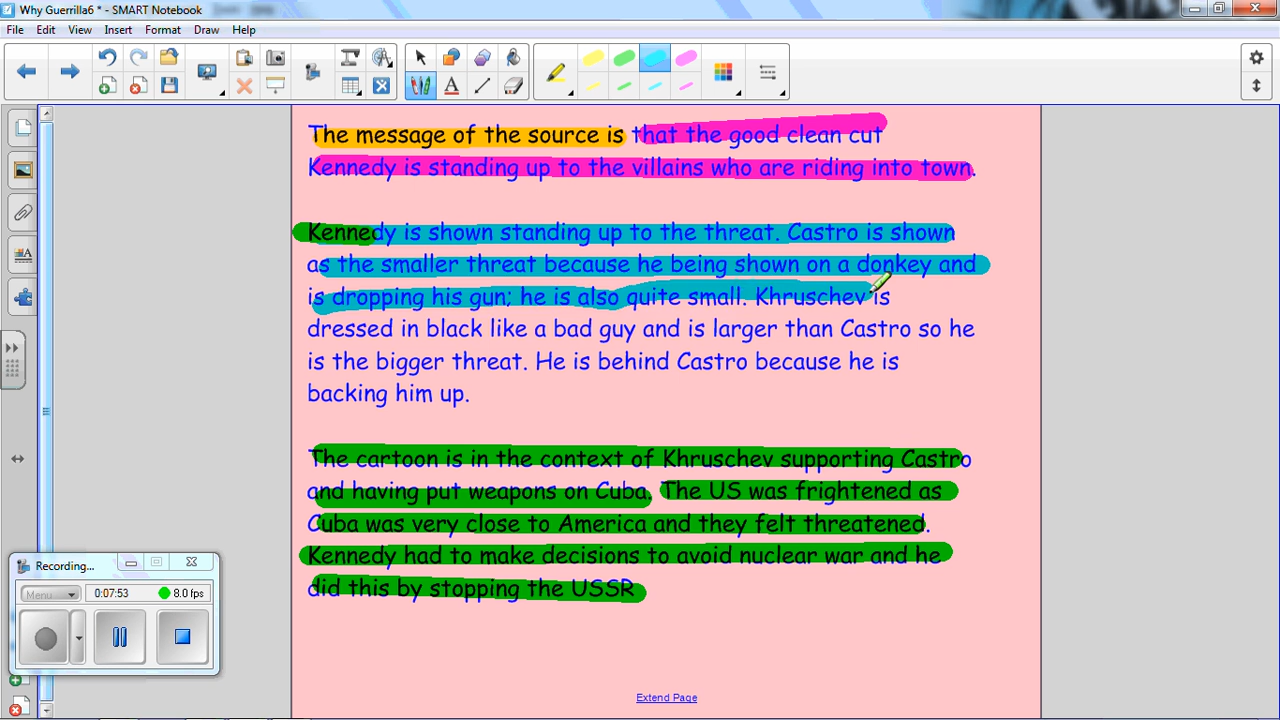 Why Guerrilla6 * - SMART Notebook
File Edit View Insert Format Draw Help
The message of the source is that the good clean cut
Kennedy is standing up to the villains who are riding into town.
Kennedy is shown standing up to the threat. Castro is shown
as the smaller threat because he being shown on a donkey and
is dropping his gun; he is also quite small. Khruschev is
dressed in black like a bad guy and is larger than Castro so he
is the bigger threat. He is behind Castro because he is
backing him up.
The cartoon is in the context of Khruschev supporting Castro
and having put weapons on Cuba. The US was frightened as
Cuba was very close to America and they felt threatened.
Kennedy had to make decisions to avoid nuclear war and he
did this by stopping the USSR
Recording...
Menu 0:07:53 8.0 fps
Extend Page